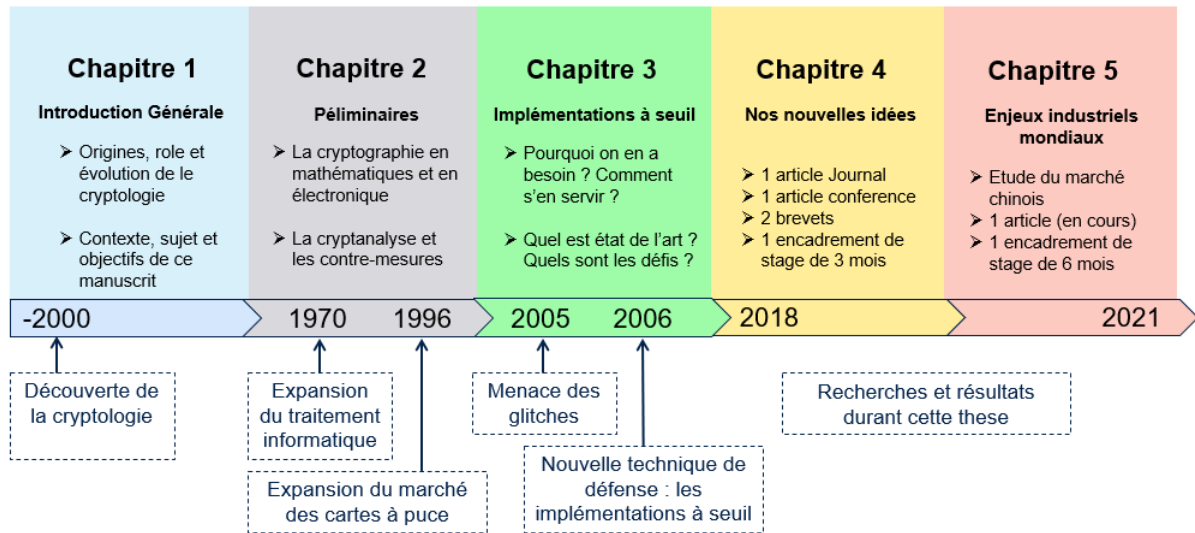 Chapitre 1
Introduction Générale
➢ Origines, role et
évolution de le
cryptologie
➢ Contexte, sujet et
objectifs de ce
manuscrit
Chapitre 2
Péliminaires
➢ La cryptographie en
mathématiques et en
électronique
➢ La cryptanalyse et
les contre-mesures
Chapitre 3
Implémentations à seuil
➢ Pourquoi on en a
besoin ? Comment
s'en servir ?
➢ Quel est état de l'art ?
Quels sont les défis ?
Chapitre 4
Nos nouvelles idées
➢ 1 article Journal
➢ 1 article conference
➢ 2 brevets
➢ 1 encadrement de
stage de 3 mois
Chapitre 5
Enjeux industriels
mondiaux
➢ Etude du marché
chinois
➢ 1 article (en cours)
➢ 1 encadrement de
stage de 6 mois
-2000
1970
1996
2005
2006
2018
2021
Découverte de
la cryptologie
Expansion
du traitement
informatique
Expansion du marché
des cartes à puce
Menace des
glitches
Nouvelle technique de
défense : les
implémentations à seuil
Recherches et résultats
durant cette these